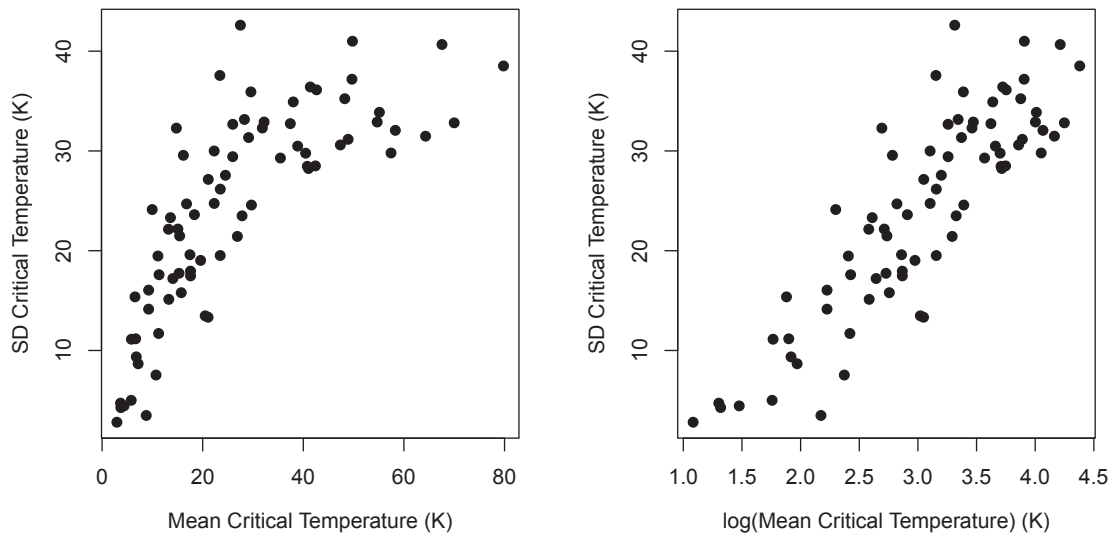 SD Critical Temperature (K)
40
30
20
10
0 20 40 60 80
Mean Critical Temperature (K)
SD Critical Temperature (K)
40
30
20
10
1.0 1.5 2.0 2.5 3.0 3.5 4.0 4.5
log(Mean Critical Temperature) (K)